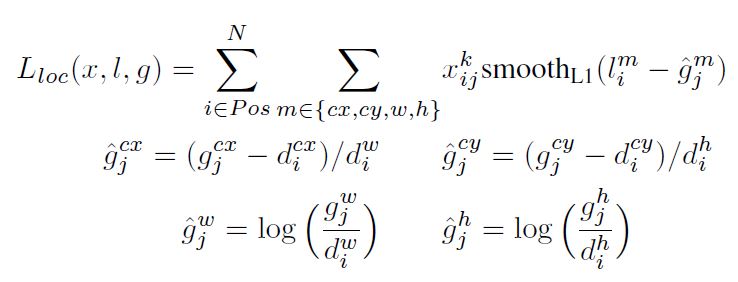 $L_{loc}(x, l, g) = \sum_{i \in Pos}^{N} \sum_{m \in \{cx, cy, w, h\}} x_{ij}^{k} \text{smooth}_{\text{L1}}(l_i^m - \hat{g}_j^m)$
$\hat{g}_j^{cx} = (g_j^{cx} - d_i^{cx}) / d_i^w \qquad \hat{g}_j^{cy} = (g_j^{cy} - d_i^{cy}) / d_i^h$
$\hat{g}_j^{w} = \log\left(\frac{g_j^w}{d_i^w}\right) \qquad \hat{g}_j^{h} = \log\left(\frac{g_j^h}{d_i^h}\right)$